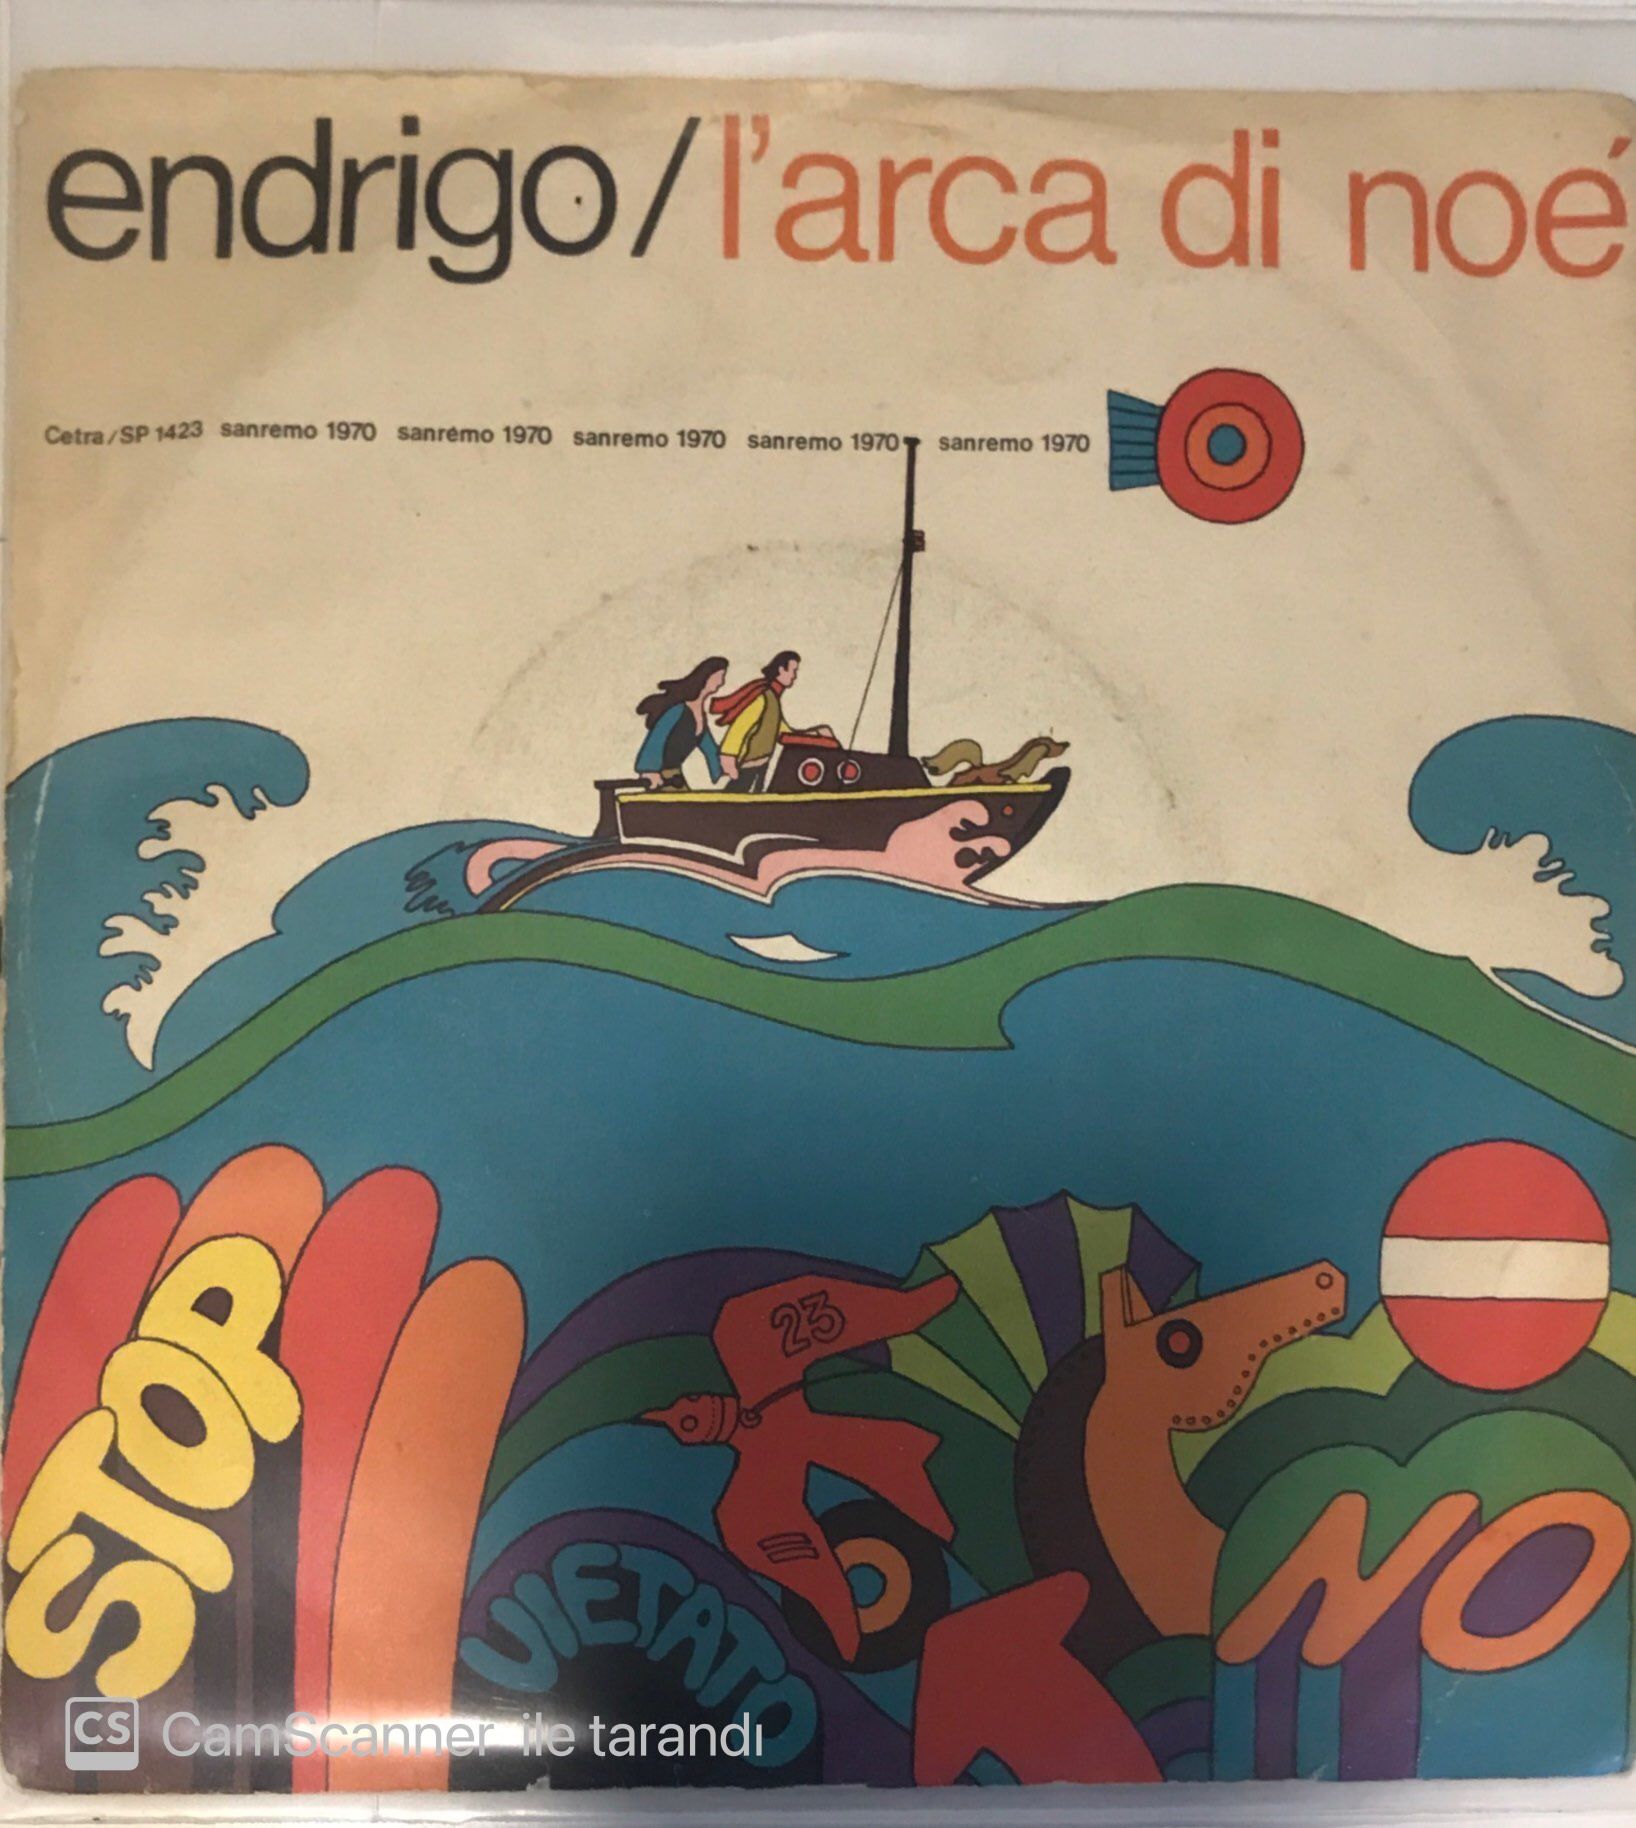 endrigo/l'arca di noé
Cetra/SP 1423 sanremo 1970 sanremo 1970 sanremo 1970 sanremo 1970 sanremo 1970
23
STOP
VIETATO
NO
CS CamScanner ile tarandı